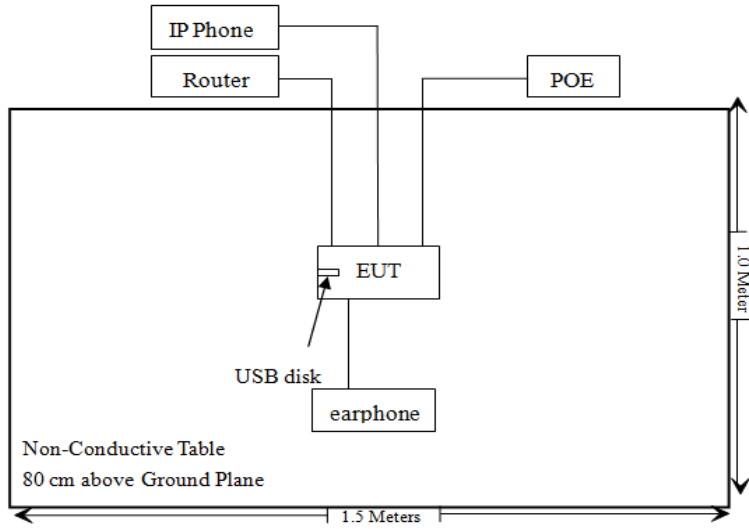 IP Phone
Router
POE
EUT
USB disk
earphone
1.0 Meter
Non-Conductive Table
80 cm above Ground Plane
1.5 Meters